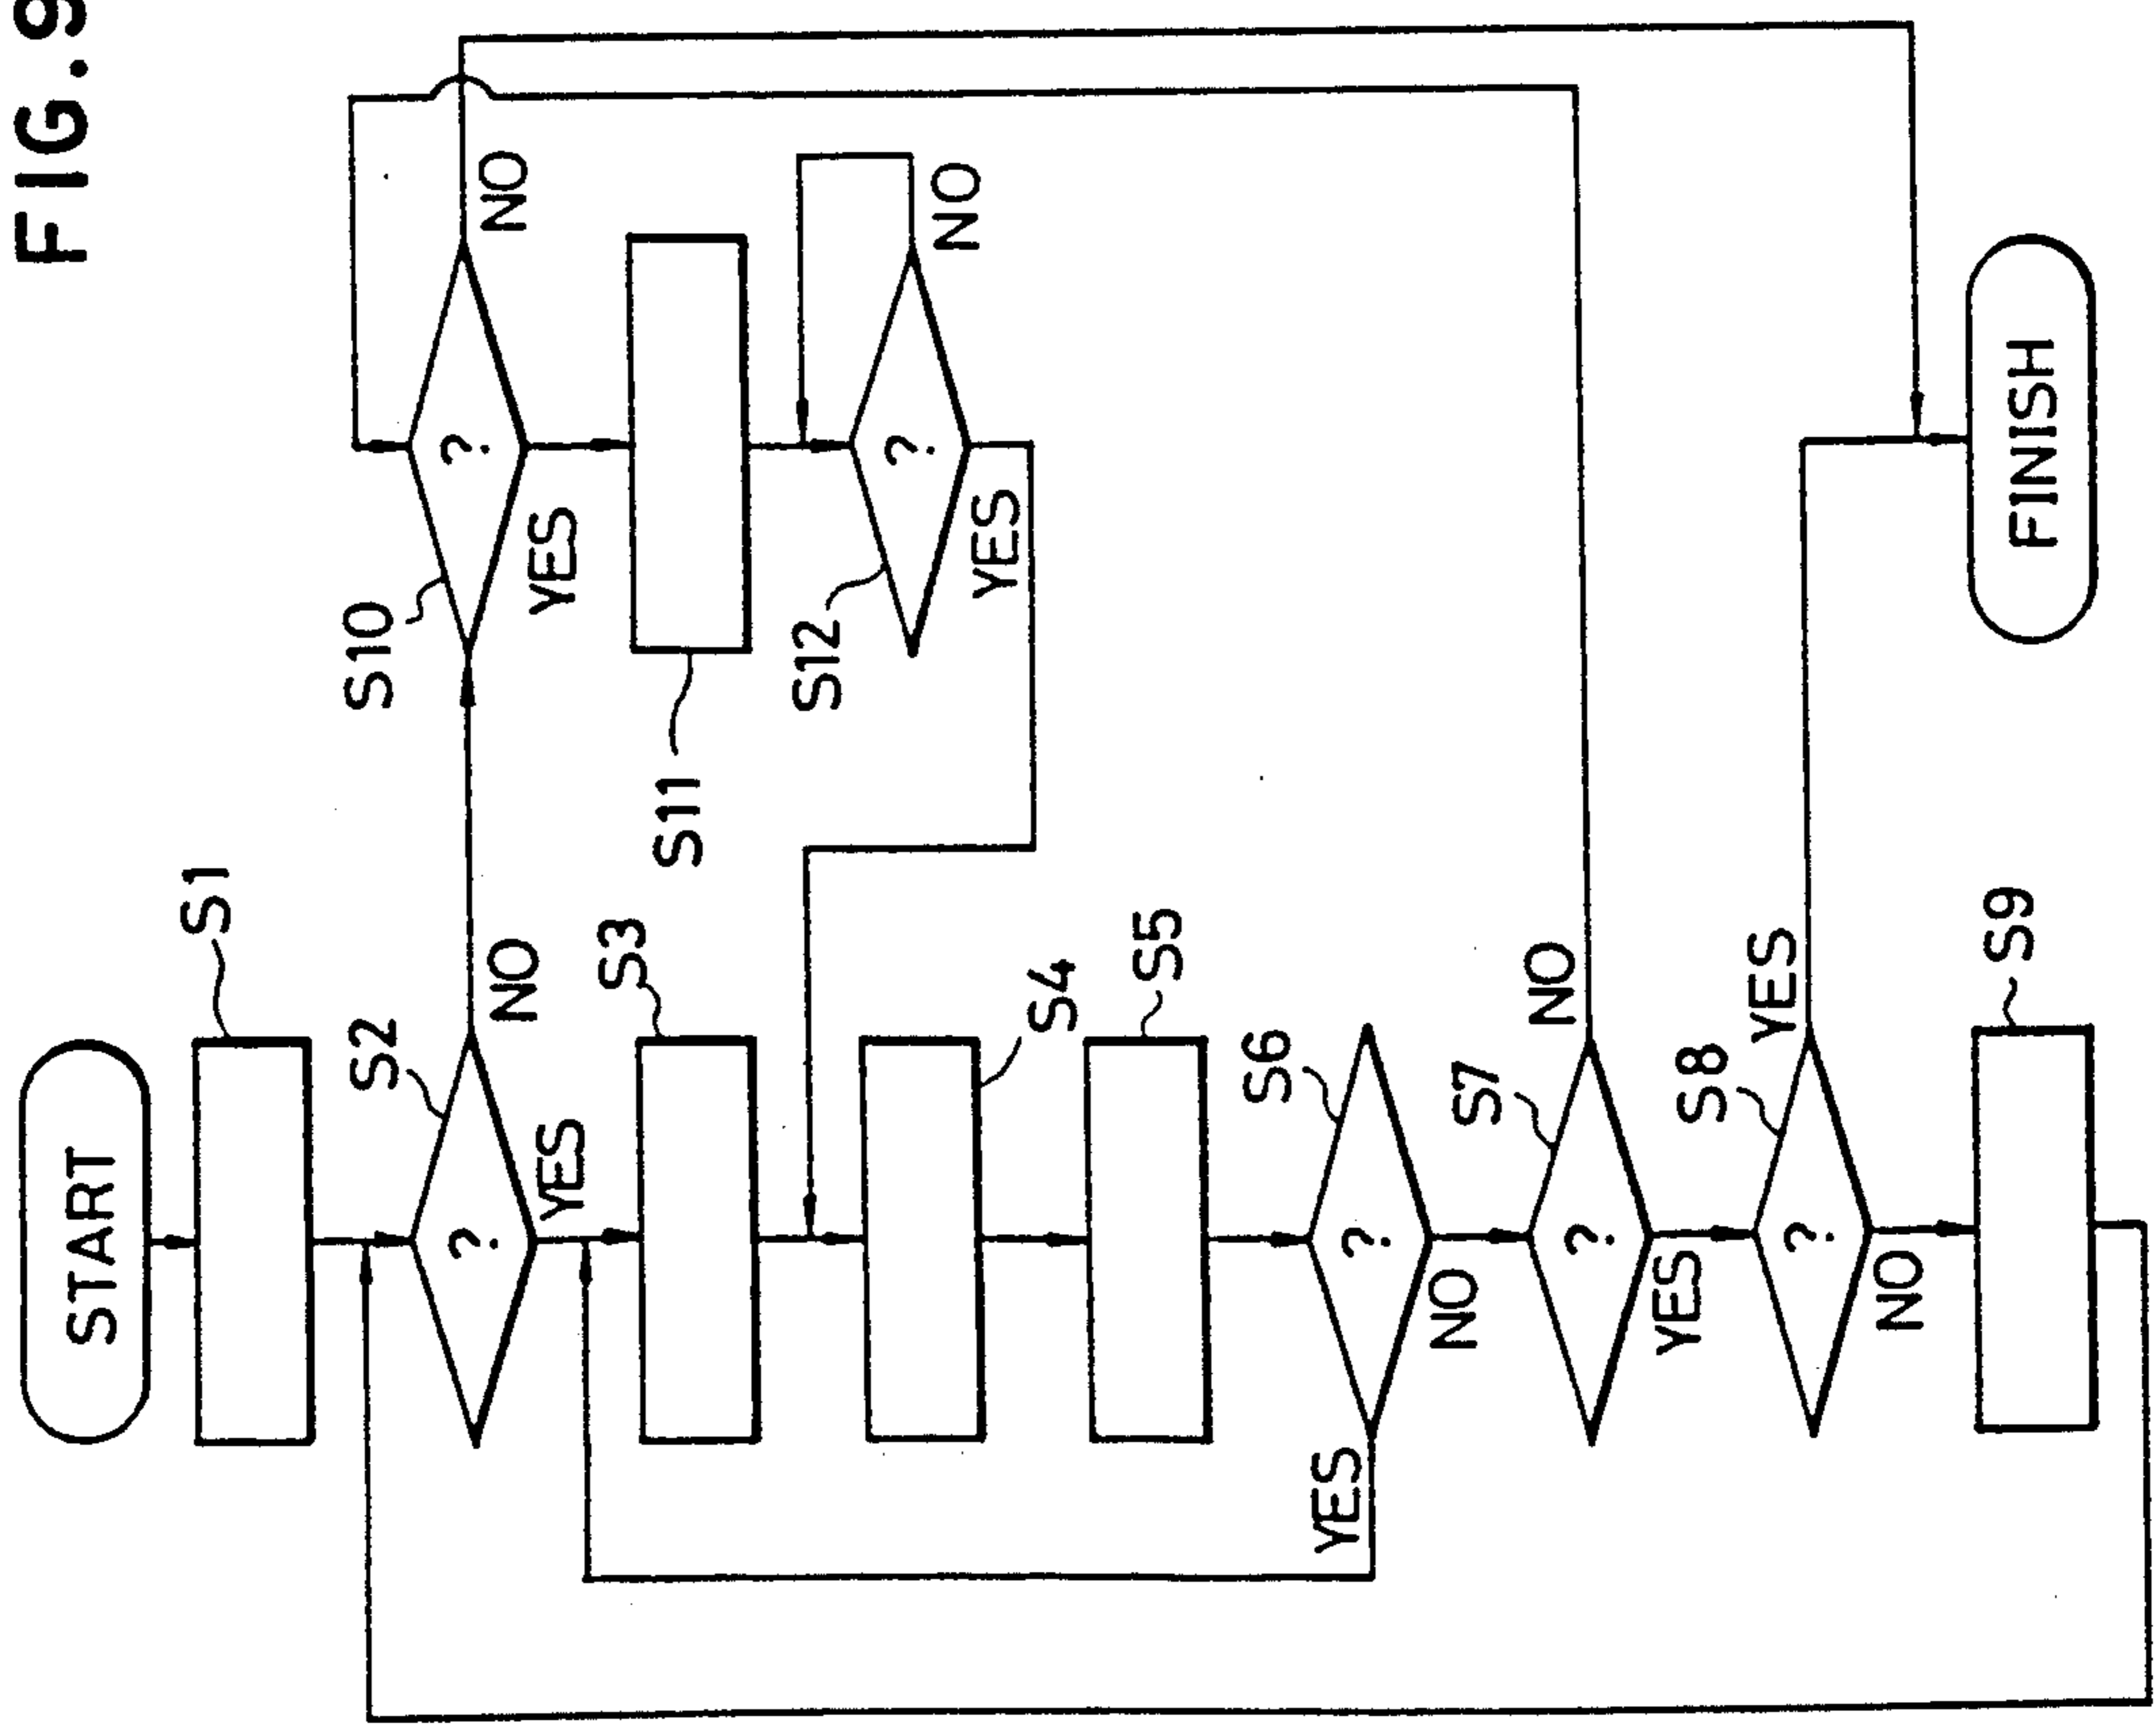 FIG.9
START
S1
S2
?
NO
YES
S3
S4
S5
S6
?
YES
NO
S7
?
NO
YES
S8
?
YES
NO
S9
S10
?
NO
YES
S11
S12
?
NO
YES
FINISH